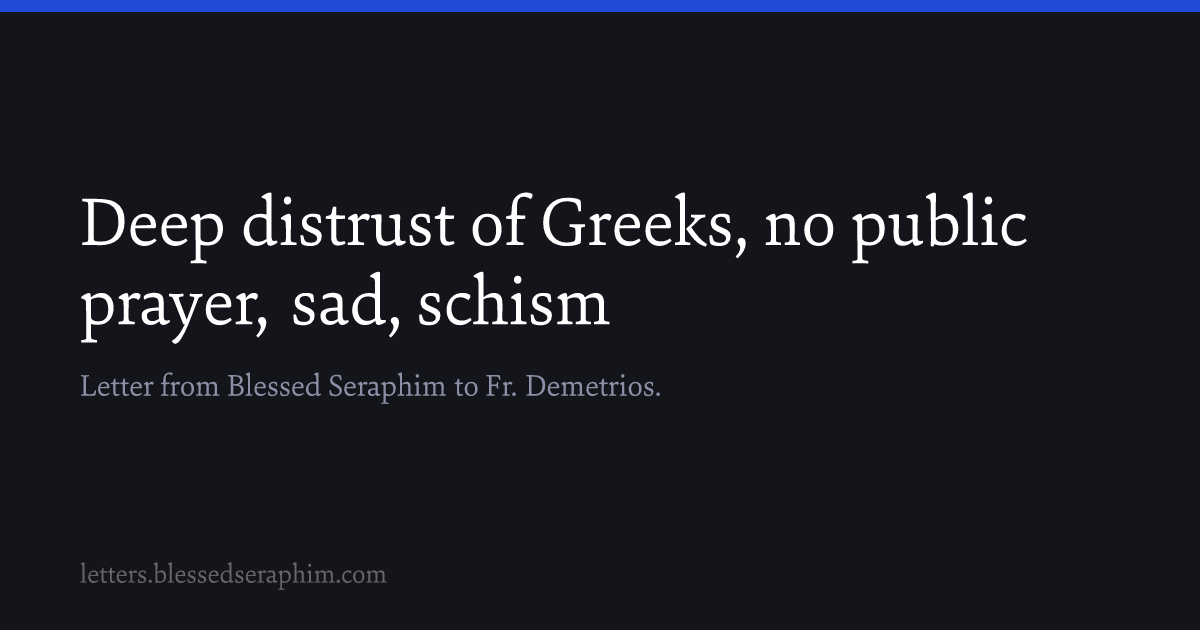 Deep distrust of Greeks, no public
prayer, sad, schism
Letter from Blessed Seraphim to Fr. Demetrios.
letters.blessedseraphim.com